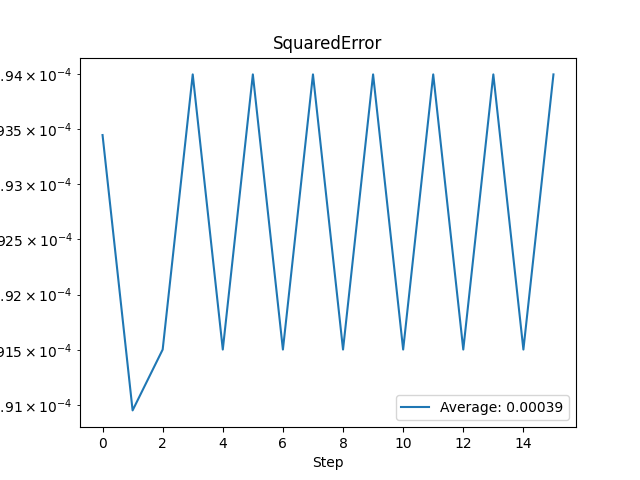 SquaredError
.94 × 10⁻⁴
935 × 10⁻⁴
.93 × 10⁻⁴
925 × 10⁻⁴
.92 × 10⁻⁴
915 × 10⁻⁴
.91 × 10⁻⁴
Average: 0.00039
0 2 4 6 8 10 12 14
Step